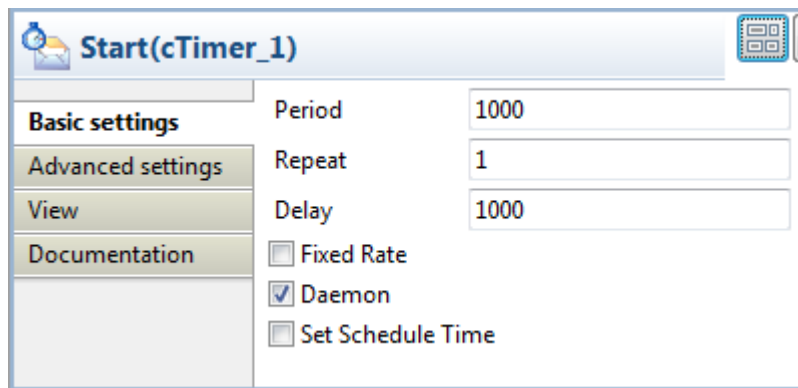 Start(cTimer_1)
Basic settings
Advanced settings
View
Documentation
Period 1000
Repeat 1
Delay 1000
Fixed Rate
Daemon
Set Schedule Time